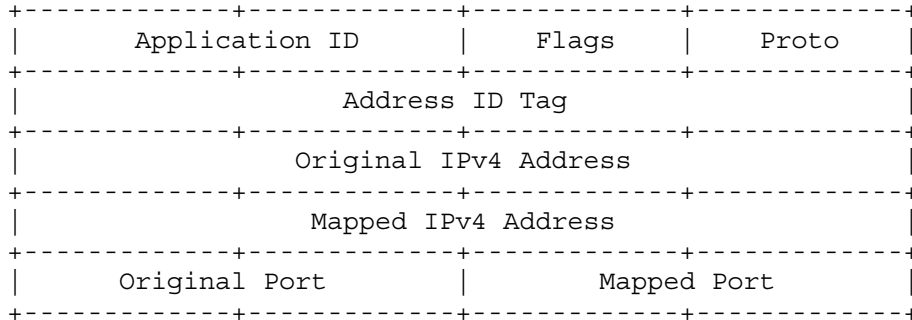 +-------------+-------------+-------------+-------------+
| Application ID | Flags | Proto |
+-------------+-------------+-------------+-------------+
| Address ID Tag |
+-------------+-------------+-------------+-------------+
| Original IPv4 Address |
+-------------+-------------+-------------+-------------+
| Mapped IPv4 Address |
+-------------+-------------+-------------+-------------+
| Original Port | Mapped Port |
+-------------+-------------+-------------+-------------+